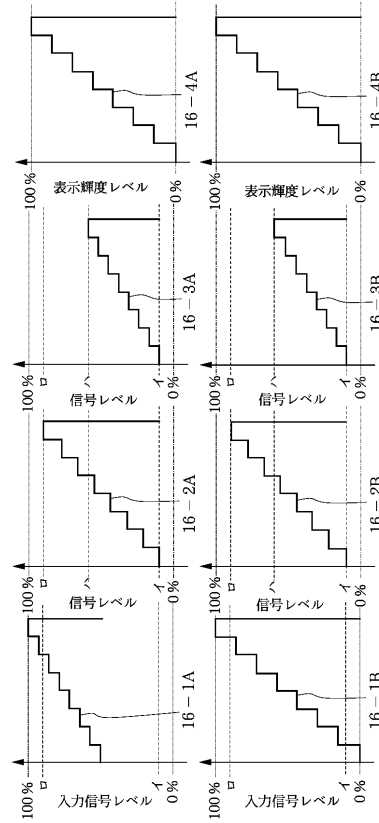 入力信号レベル
100%
ロ
イ
0%
16-1A
信号レベル
100%
ロ
ハ
イ
0%
16-2A
信号レベル
100%
ロ
ハ
イ
0%
16-3A
表示輝度レベル
100%
0%
16-4A
入力信号レベル
100%
ロ
イ
0%
16-1B
信号レベル
100%
ロ
ハ
イ
0%
16-2B
信号レベル
100%
ロ
ハ
イ
0%
16-3B
表示輝度レベル
100%
0%
16-4B